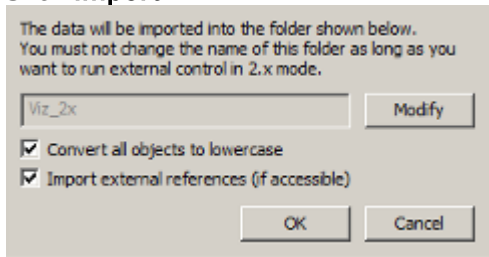 The data will be imported into the folder shown below.
You must not change the name of this folder as long as you
want to run external control in 2.x mode.
Viz_2x
Modify
Convert all objects to lowercase
Import external references (if accessible)
OK
Cancel